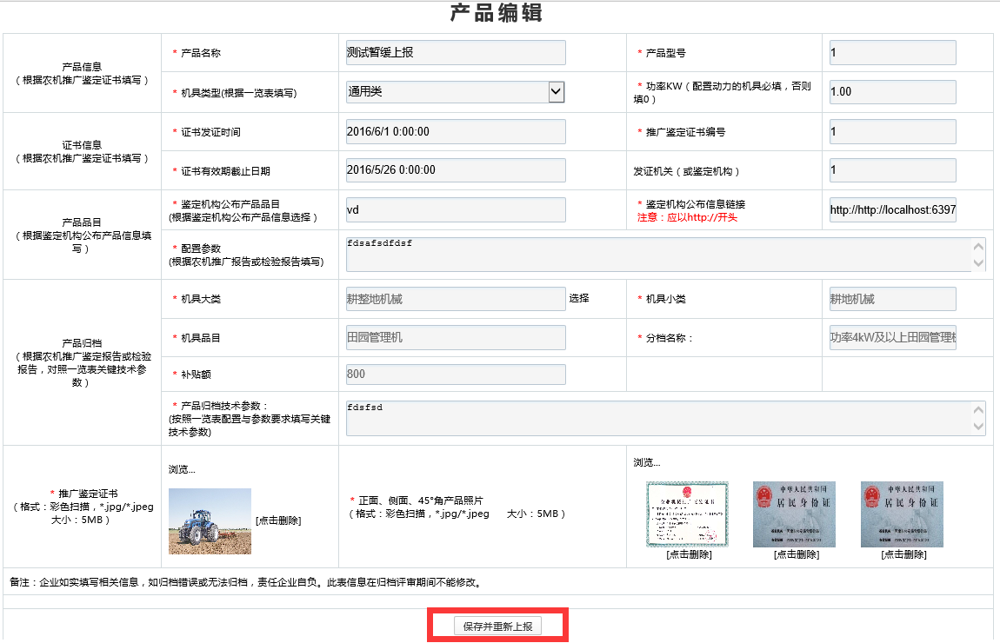 产品编辑
产品信息
（根据农机推广鉴定证书填写）
* 产品名称
测试暂缓上报
* 产品型号
1
* 机具类型(根据一览表填写)
通用类
* 功率KW（配置动力的机具必填，否则
填0）
1.00
证书信息
（根据农机推广鉴定证书填写）
* 证书发证时间
2016/6/1 0:00:00
* 推广鉴定证书编号
1
* 证书有效期截止日期
2016/5/26 0:00:00
发证机关（或鉴定机构）
1
产品品目
（根据鉴定机构公布产品信息填
写）
* 鉴定机构公布产品品目
(根据鉴定机构公布产品信息选择）
vd
* 鉴定机构公布信息链接
注意：应以http://开头
http://http://localhost:6397
* 配置参数
(根据农机推广报告或检验报告填写)
fdsafsdfdsf
产品归档
（根据农机推广鉴定报告或检验
报告，对照一览表关键技术参
数）
* 机具大类
耕整地机械
选择
* 机具小类
耕地机械
* 机具品目
田园管理机
* 分档名称：
功率4kW及以上田园管理机
* 补贴额
800
* 产品归档技术参数：
(按照一览表配置与参数要求填写关键
技术参数)
fdsfsd
* 推广鉴定证书
（格式：彩色扫描，*.jpg/*.jpeg
大小：5MB）
浏览...
[点击删除]
* 正面、侧面、45°角产品照片
（格式：彩色扫描，*.jpg/*.jpeg 大小：5MB）
浏览...
中华人民共和国
居民身份证
中华人民共和国
居民身份证
[点击删除]
[点击删除]
[点击删除]
备注：企业如实填写相关信息，如归档错误或无法归档，责任企业自负。此表信息在归档评审期间不能修改。
保存并重新上报